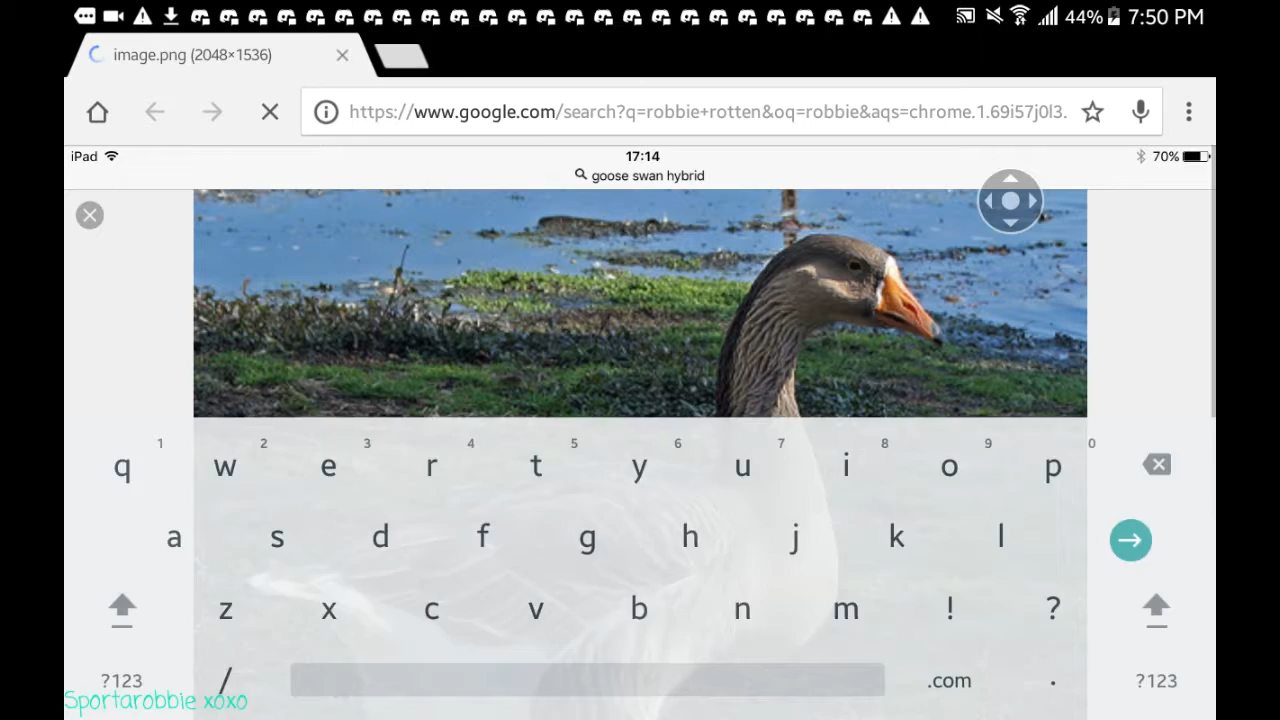 44% 7:50 PM
image.png (2048×1536)
https://www.google.com/search?q=robbie+rotten&oq=robbie&aqs=chrome.1.69i57j0l3.
iPad 17:14 70%
goose swan hybrid
1 2 3 4 5 6 7 8 9 0
q w e r t y u i o p
a s d f g h j k l
z x c v b n m ! ?
?123 / .com . ?123
Sportarobbie xoxo